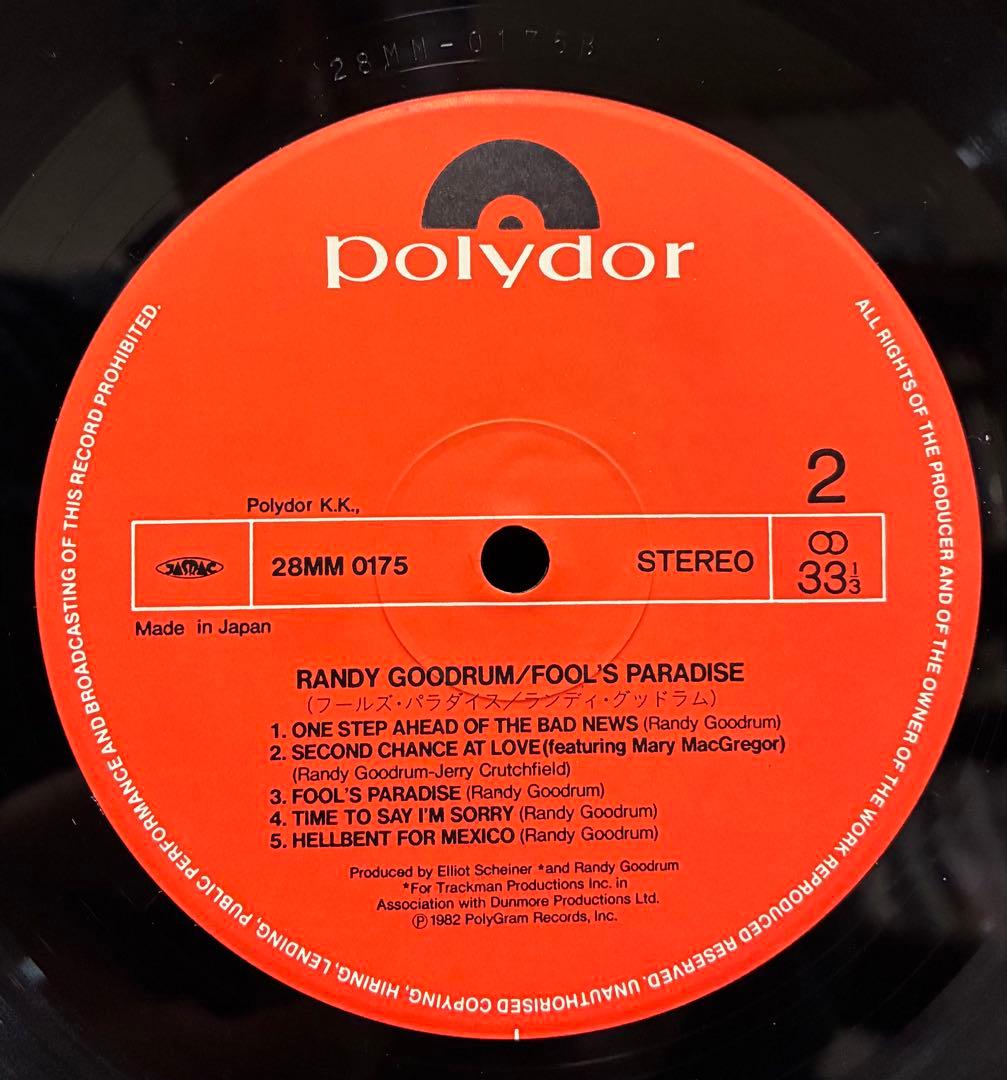 28MM-0175B
polydor
2
Polydor K.K.,
JASRAC
28MM 0175
STEREO
33 1/3
Made in Japan
RANDY GOODRUM/FOOL'S PARADISE
(フールズ・パラダイス/ランディ・グッドラム)
1. ONE STEP AHEAD OF THE BAD NEWS (Randy Goodrum)
2. SECOND CHANCE AT LOVE (featuring Mary MacGregor)
(Randy Goodrum-Jerry Crutchfield)
3. FOOL'S PARADISE (Randy Goodrum)
4. TIME TO SAY I'M SORRY (Randy Goodrum)
5. HELLBENT FOR MEXICO (Randy Goodrum)
Produced by Elliot Scheiner *and Randy Goodrum
*For Trackman Productions Inc. in
Association with Dunmore Productions Ltd.
Ⓟ1982 PolyGram Records, Inc.
ALL RIGHTS OF THE PRODUCER AND OF THE OWNER OF THE WORK REPRODUCED RESERVED. UNAUTHORISED COPYING, HIRING, LENDING, PUBLIC PERFORMANCE AND BROADCASTING OF THIS RECORD PROHIBITED.